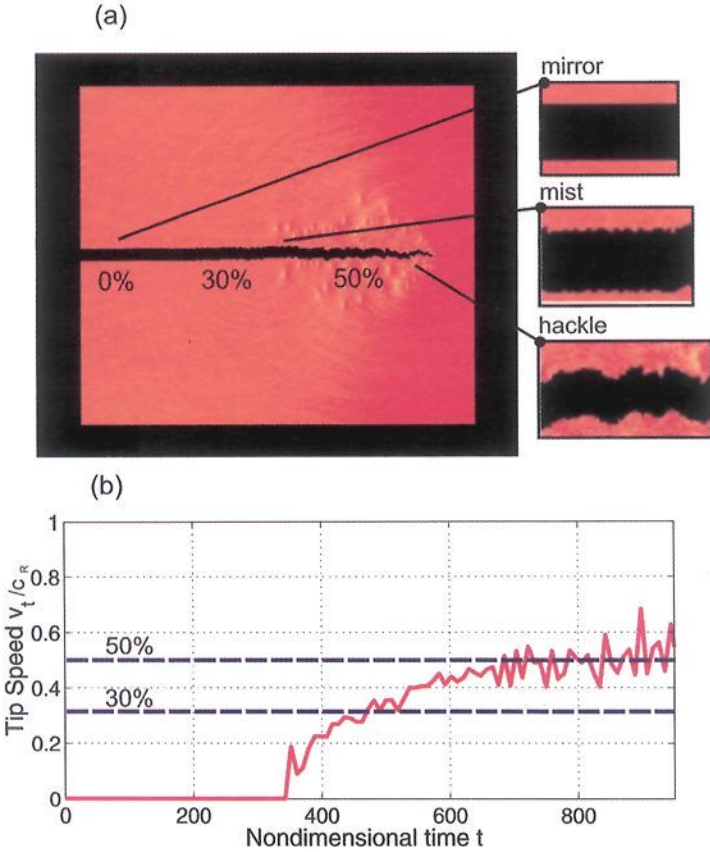 (a)
mirror
mist
hackle
0%
30%
50%
(b)
Tip Speed v_t/c_R
1
0.8
0.6
0.4
0.2
0
50%
30%
0
200
400
600
800
Nondimensional time t